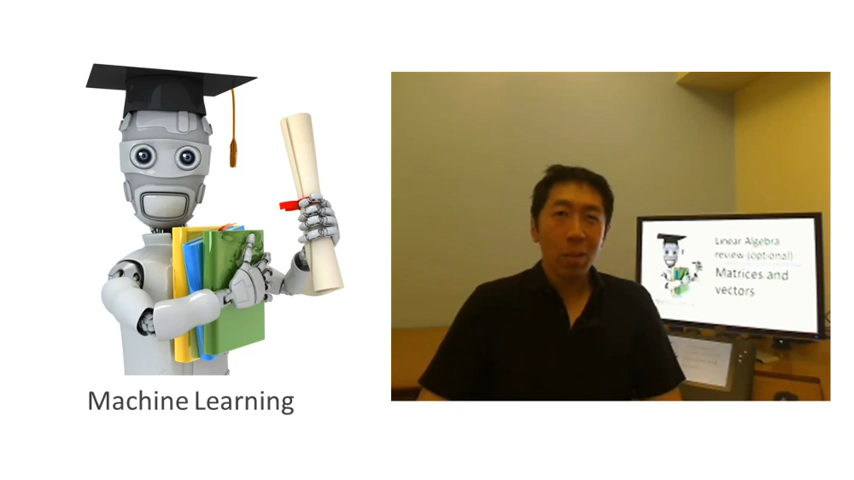 Linear Algebra
review (optional)
Matrices and
vectors
Machine Learning